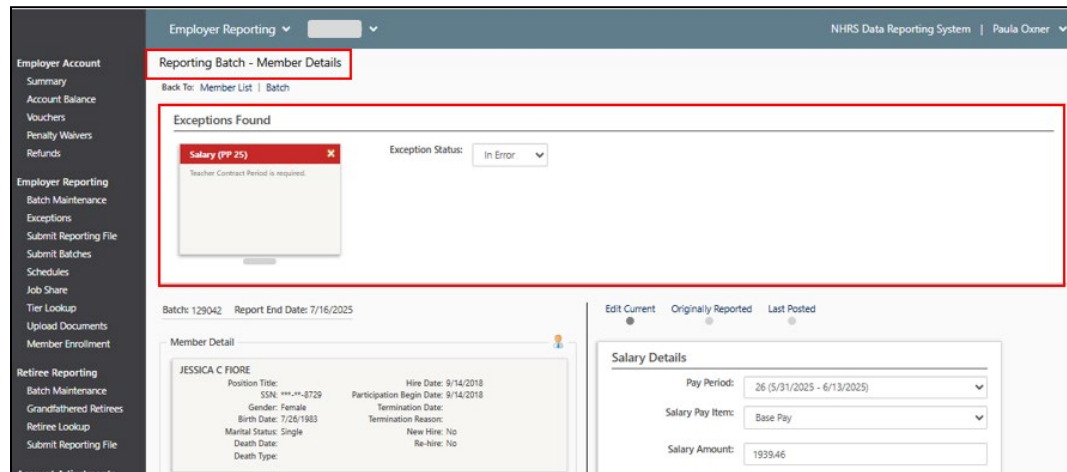 Employer Reporting
NHRS Data Reporting System | Paula Oxner
Employer Account
Summary
Account Balance
Vouchers
Penalty Waivers
Refunds
Employer Reporting
Batch Maintenance
Exceptions
Submit Reporting File
Submit Batches
Schedules
Job Share
Tier Lookup
Upload Documents
Member Enrollment
Retiree Reporting
Batch Maintenance
Grandfathered Retirees
Retiree Lookup
Submit Reporting File
Reporting Batch - Member Details
Back To: Member List | Batch
Exceptions Found
Salary (PP 25) ×
Teacher Contract Period is required.
Exception Status: In Error
Batch: 129042 Report End Date: 7/16/2025
Member Detail
JESSICA C FIORE
Position Title: Hire Date: 9/14/2018
SSN: ***-**-8729 Participation Begin Date: 9/14/2018
Gender: Female Termination Date:
Birth Date: 7/26/1983 Termination Reason:
Marital Status: Single New Hire: No
Death Date: Re-hire: No
Death Type:
Edit Current Originally Reported Last Posted
Salary Details
Pay Period: 26 (5/31/2025 - 6/13/2025)
Salary Pay Item: Base Pay
Salary Amount: 1939.46